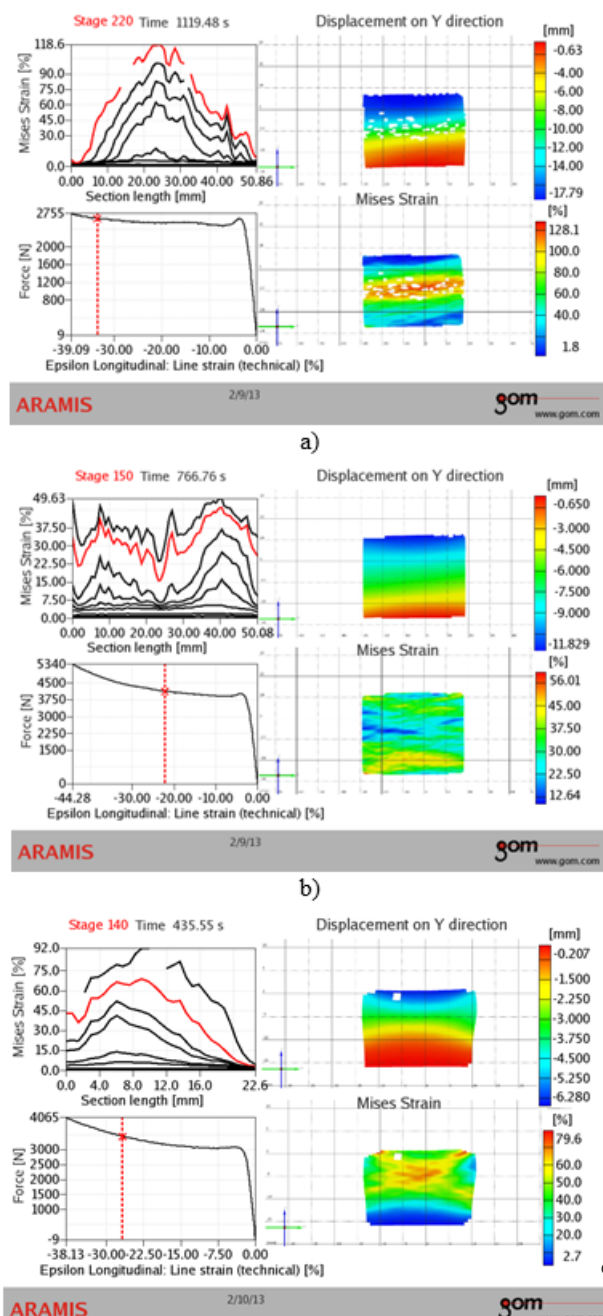 Stage 220 Time 1119.48 s
Displacement on Y direction
[mm]
118.6
90.0
75.0
60.0
45.0
30.0
0.0
Mises Strain [%]
0.00 10.00 20.00 30.00 40.00 50.86
Section length [mm]
-0.63
-4.00
-6.00
-8.00
-10.00
-12.00
-14.00
-17.79
Mises Strain
[%]
2755
2000
1600
1200
800
9
Force [N]
-39.09 -30.00 -20.00 -10.00 0.00
Epsilon Longitudinal: Line strain (technical) [%]
128.1
100.0
80.0
60.0
40.0
1.8
ARAMIS
2/9/13
gom
www.gom.com
a)
Stage 150 Time 766.76 s
Displacement on Y direction
[mm]
49.63
37.50
30.00
22.50
15.00
7.50
0.00
Mises Strain [%]
0.00 10.00 20.00 30.00 40.00 50.08
Section length [mm]
-0.650
-3.000
-4.500
-6.000
-7.500
-9.000
-11.829
Mises Strain
[%]
5340
4500
3750
3000
2250
1500
0
Force [N]
-44.28 -30.00 -20.00 -10.00 0.00
Epsilon Longitudinal: Line strain (technical) [%]
56.01
45.00
37.50
30.00
22.50
12.64
ARAMIS
2/9/13
gom
www.gom.com
b)
Stage 140 Time 435.55 s
Displacement on Y direction
[mm]
92.0
75.0
60.0
45.0
30.0
15.0
0.0
Mises Strain [%]
0.0 4.0 8.0 12.0 16.0 22.6
Section length [mm]
-0.207
-1.500
-2.250
-3.000
-3.750
-4.500
-5.250
-6.280
Mises Strain
[%]
4065
3000
2500
2000
1500
1000
-9
Force [N]
-38.13 -30.00 -22.50 -15.00 -7.50 0.00
Epsilon Longitudinal: Line strain (technical) [%]
79.6
60.0
50.0
40.0
30.0
20.0
2.7
ARAMIS
2/10/13
gom